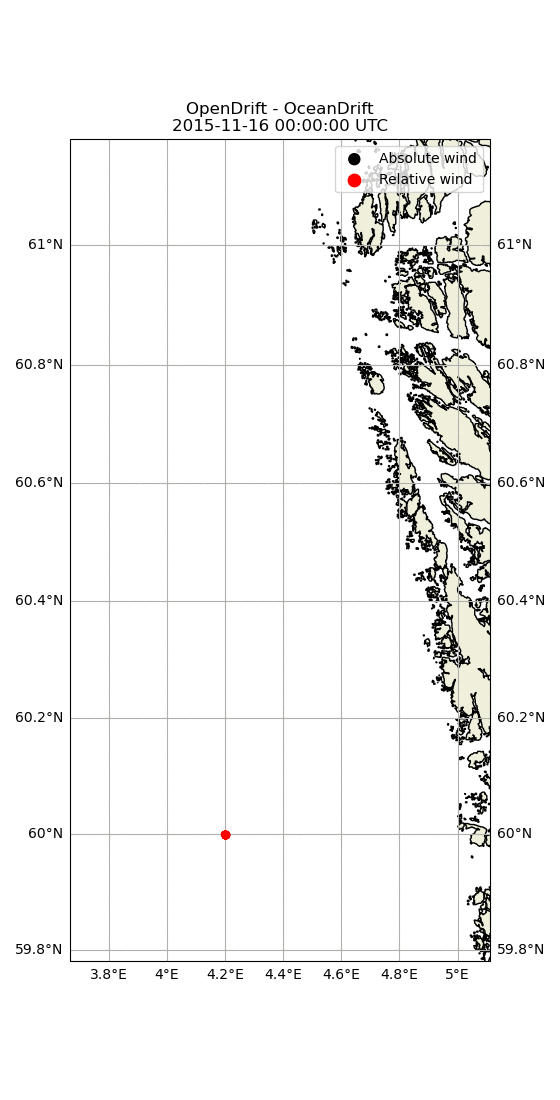 OpenDrift - OceanDrift
2015-11-16 00:00:00 UTC
Absolute wind
Relative wind
61°N 61°N
60.8°N 60.8°N
60.6°N 60.6°N
60.4°N 60.4°N
60.2°N 60.2°N
60°N 60°N
59.8°N 59.8°N
3.8°E 4°E 4.2°E 4.4°E 4.6°E 4.8°E 5°E